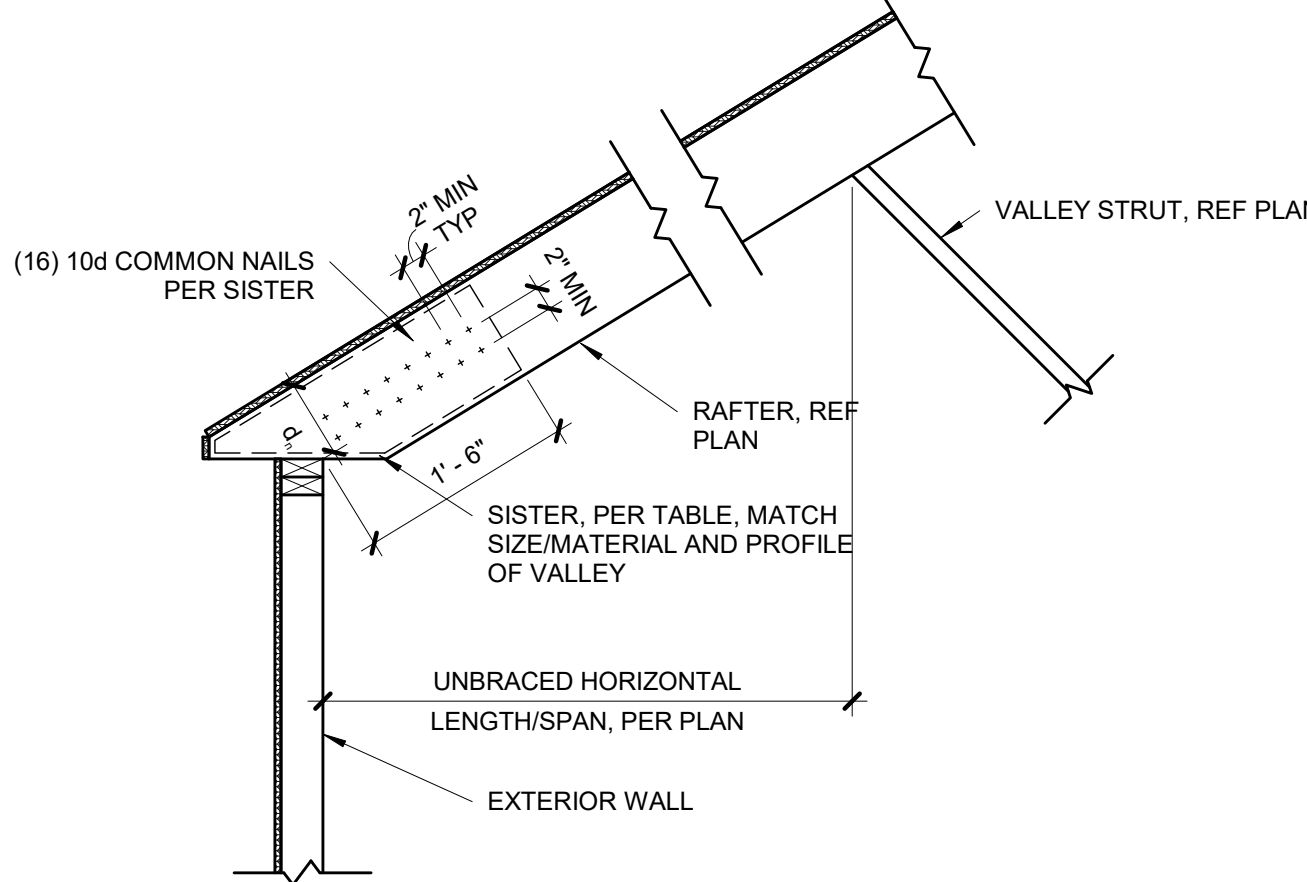 2" MIN
TYP
(16) 10d COMMON NAILS
PER SISTER
2" MIN
VALLEY STRUT, REF
dn
1' - 6"
RAFTER, REF
PLAN
SISTER, PER TABLE, MATCH
SIZE/MATERIAL AND PROFILE
OF VALLEY
UNBRACED HORIZONTAL
LENGTH/SPAN, PER PLAN
EXTERIOR WALL